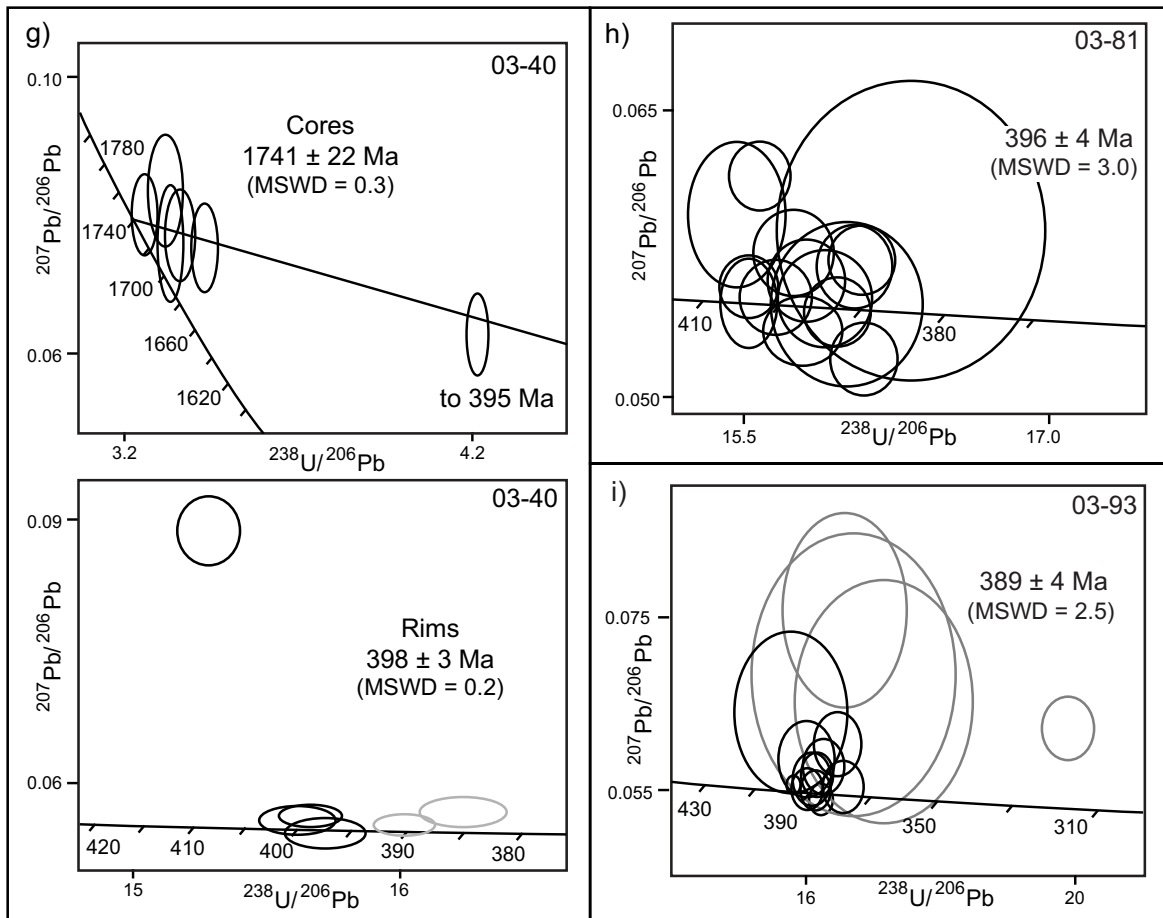 g)
03-40
0.10
Cores
1741 ± 22 Ma
(MSWD = 0.3)
1780
1740
1700
1660
1620
207Pb/206Pb
0.06
to 395 Ma
3.2
238U/206Pb
4.2
03-40
0.09
207Pb/206Pb
Rims
398 ± 3 Ma
(MSWD = 0.2)
0.06
420
410
400
390
380
15
238U/206Pb
16
h)
03-81
0.065
396 ± 4 Ma
(MSWD = 3.0)
207Pb/206Pb
410
380
0.050
15.5
238U/206Pb
17.0
i)
03-93
389 ± 4 Ma
(MSWD = 2.5)
0.075
207Pb/206Pb
0.055
430
390
350
310
16
238U/206Pb
20